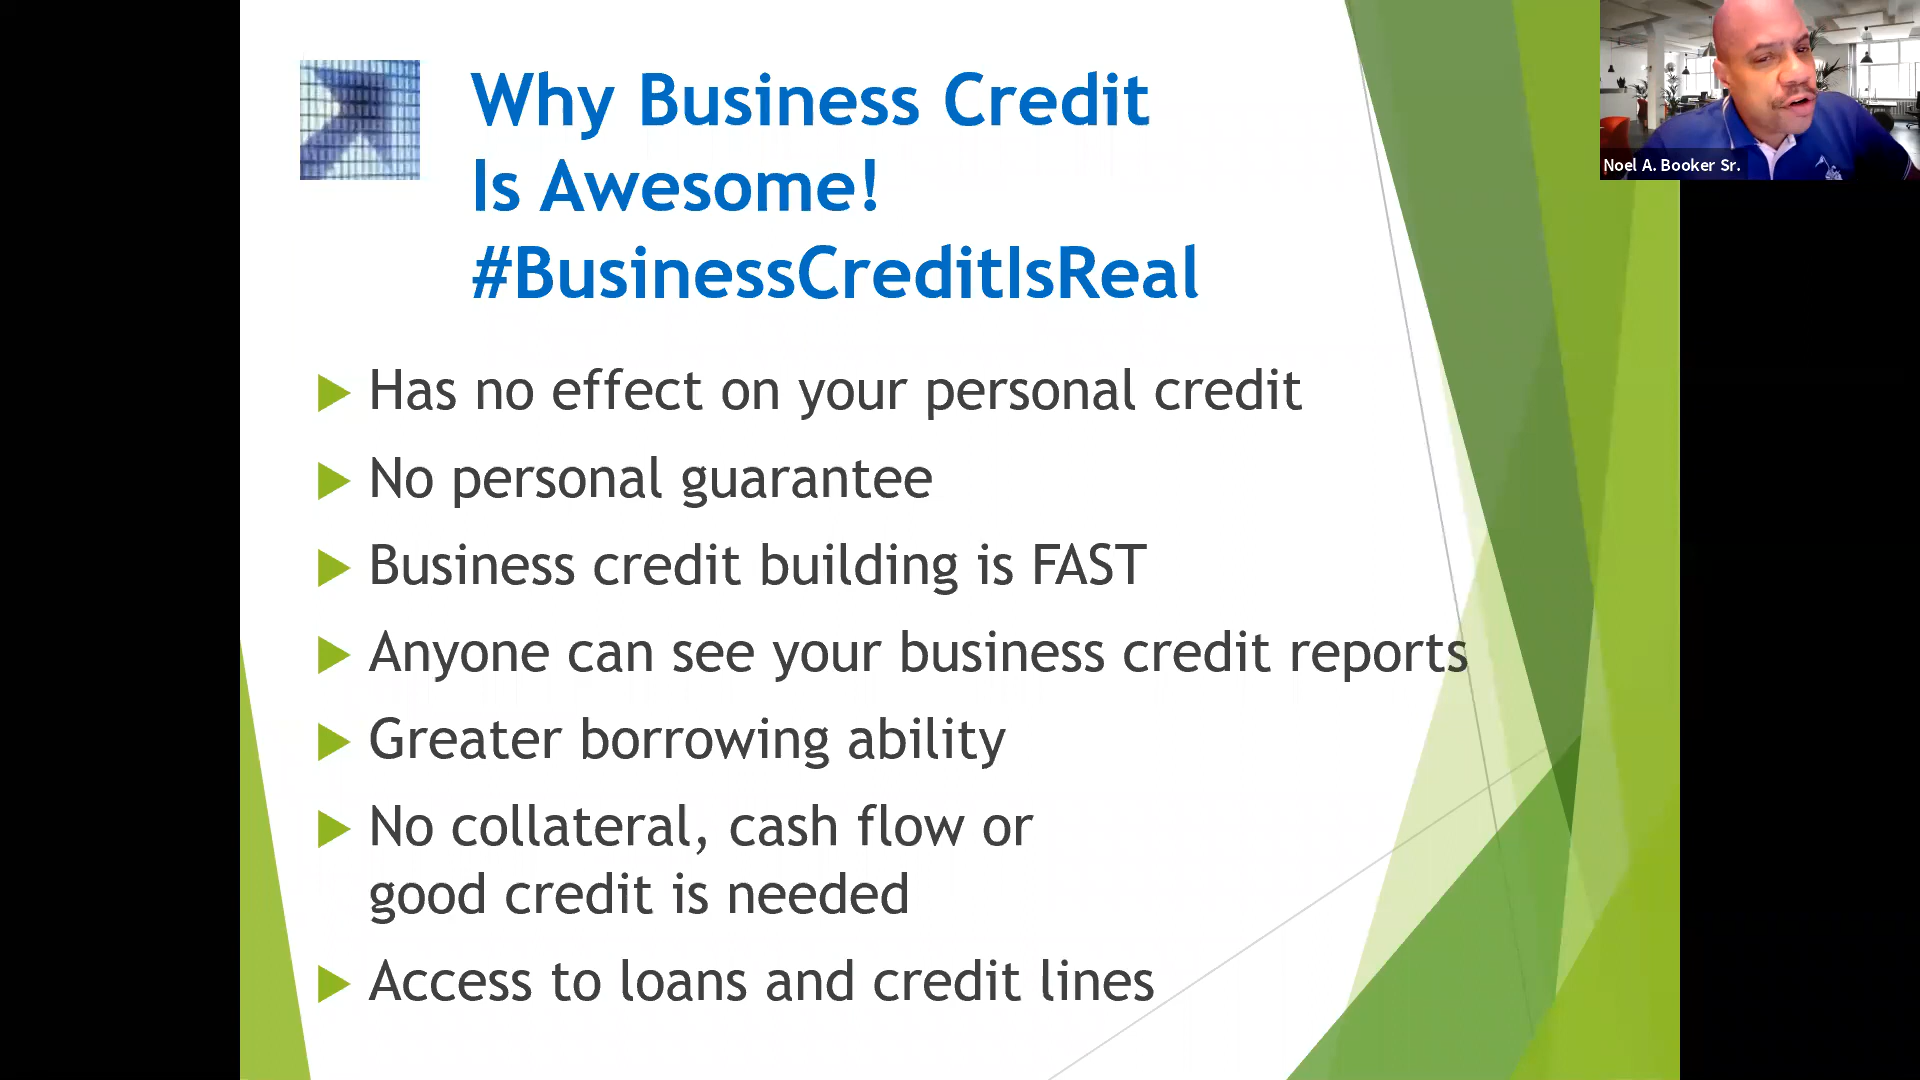 Why Business Credit
Is Awesome!
#BusinessCreditIsReal
Has no effect on your personal credit
No personal guarantee
Business credit building is FAST
Anyone can see your business credit reports
Greater borrowing ability
No collateral, cash flow or
good credit is needed
Access to loans and credit lines
Noel A. Booker Sr.